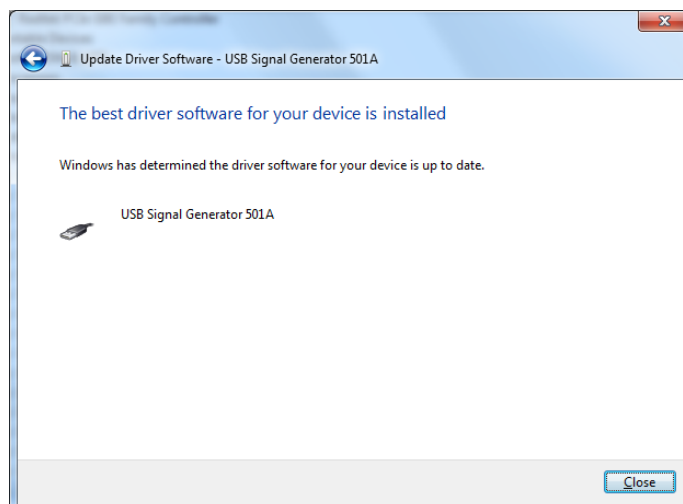 Update Driver Software - USB Signal Generator 501A
The best driver software for your device is installed
Windows has determined the driver software for your device is up to date.
USB Signal Generator 501A
Close